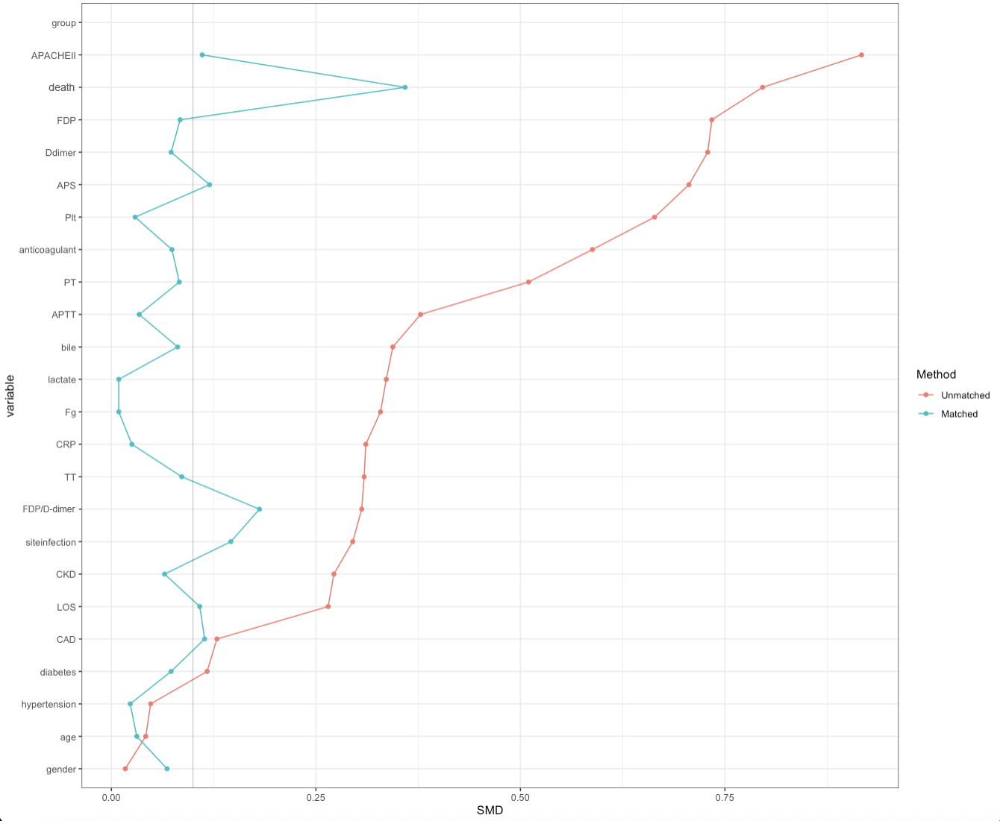 group
APACHEII
death
FDP
Ddimer
APS
Plt
anticoagulant
PT
APTT
bile
lactate
Fg
CRP
TT
FDP/D-dimer
siteinfection
CKD
LOS
CAD
diabetes
hypertension
age
gender
variable
0.00 0.25 0.50 0.75
SMD
Method
Unmatched
Matched